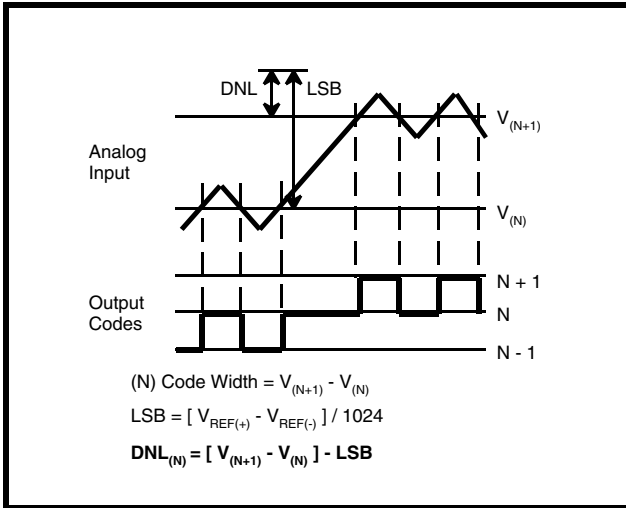 DNL LSB
V(N+1)
Analog
Input
V(N)
N + 1
Output
Codes
N
N - 1
(N) Code Width = V(N+1) - V(N)
LSB = [ VREF(+) - VREF(-) ] / 1024
DNL(N) = [ V(N+1) - V(N) ] - LSB